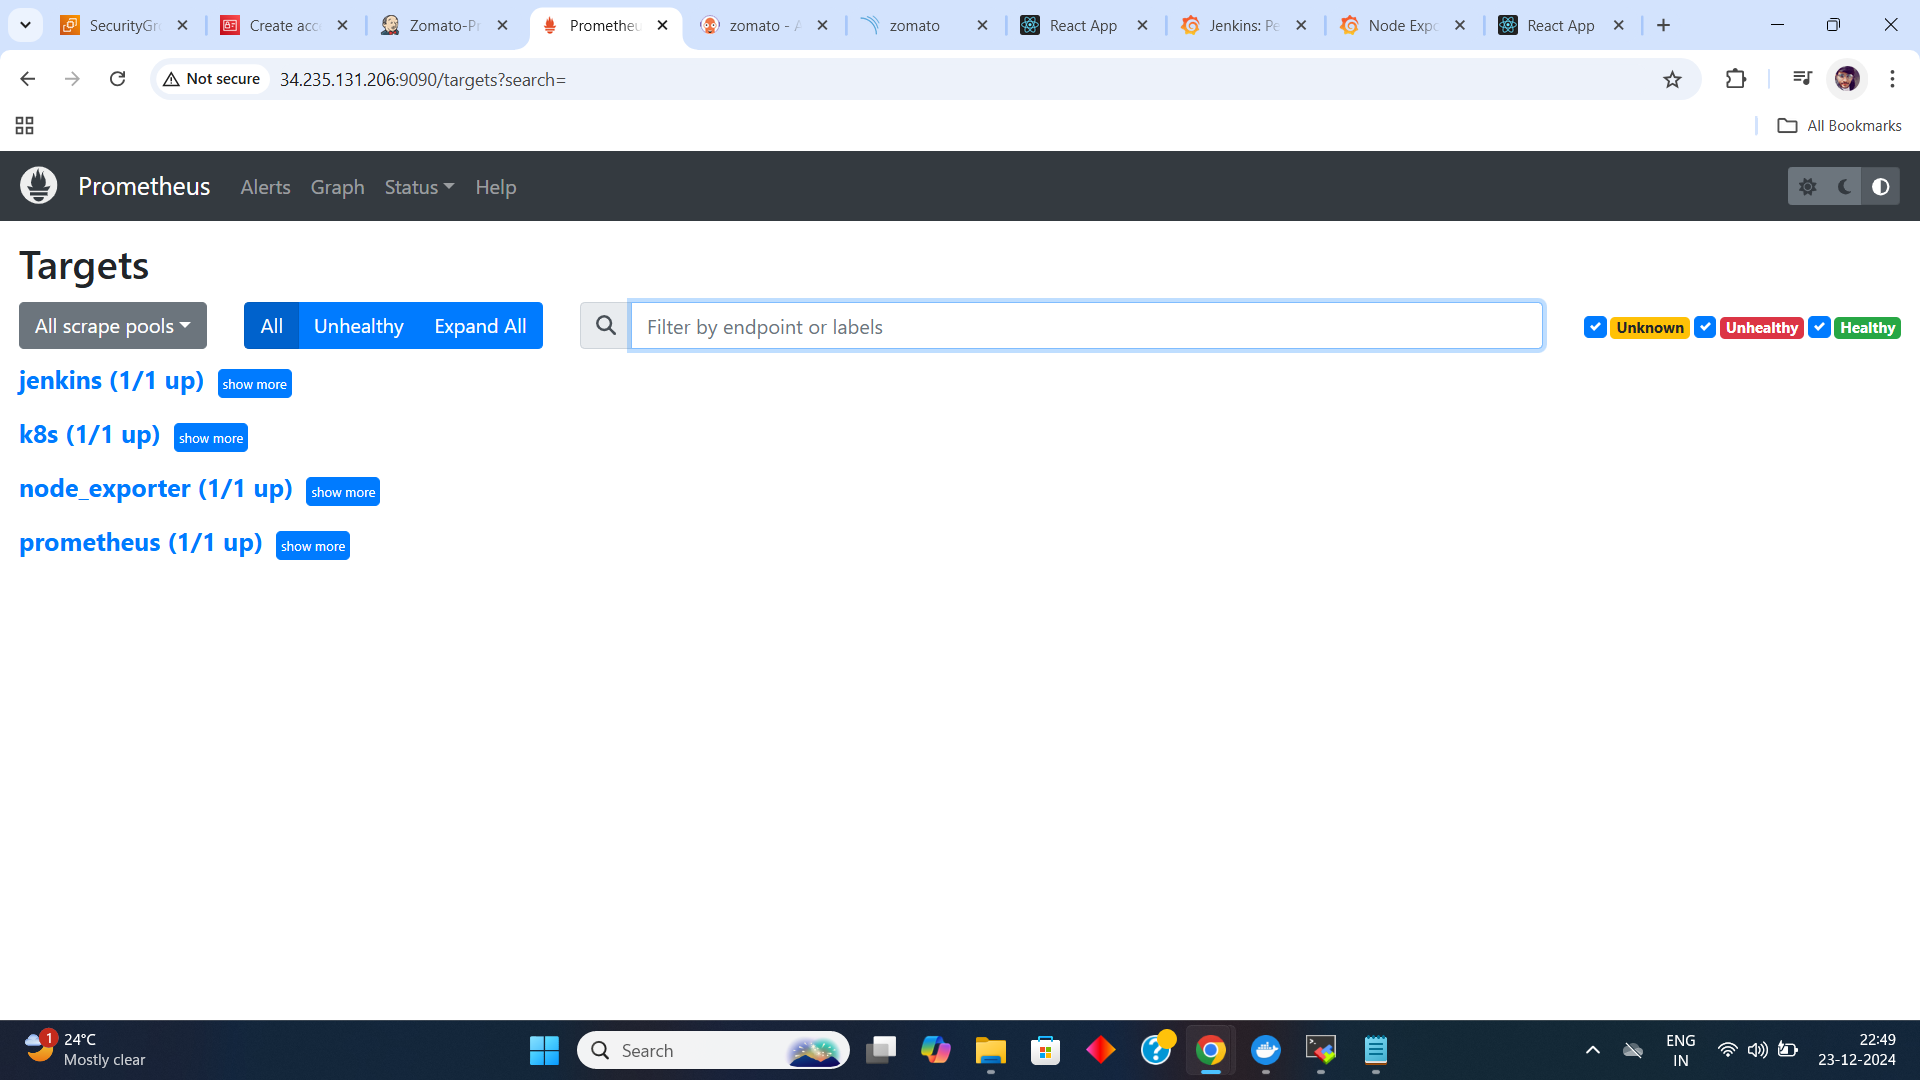 SecurityGro
Create acco
Zomato-Pr
Prometheu
zomato - A
zomato
React App
Jenkins: Pe
Node Expo
React App
Not secure
34.235.131.206:9090/targets?search=
All Bookmarks
Prometheus
Alerts
Graph
Status
Help
Targets
All scrape pools
All
Unhealthy
Expand All
Filter by endpoint or labels
Unknown
Unhealthy
Healthy
jenkins (1/1 up) show more
k8s (1/1 up) show more
node_exporter (1/1 up) show more
prometheus (1/1 up) show more
1
24°C
Mostly clear
Search
ENG
IN
22:49
23-12-2024